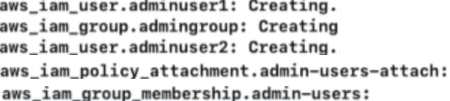 aws_iam_user.adminuser1: Creating.
aws_iam_group.admingroup: Creating
aws_iam_user.adminuser2: Creating.
aws_iam_policy_attachment.admin-users-attach:
aws_iam_group_membership.admin-users: